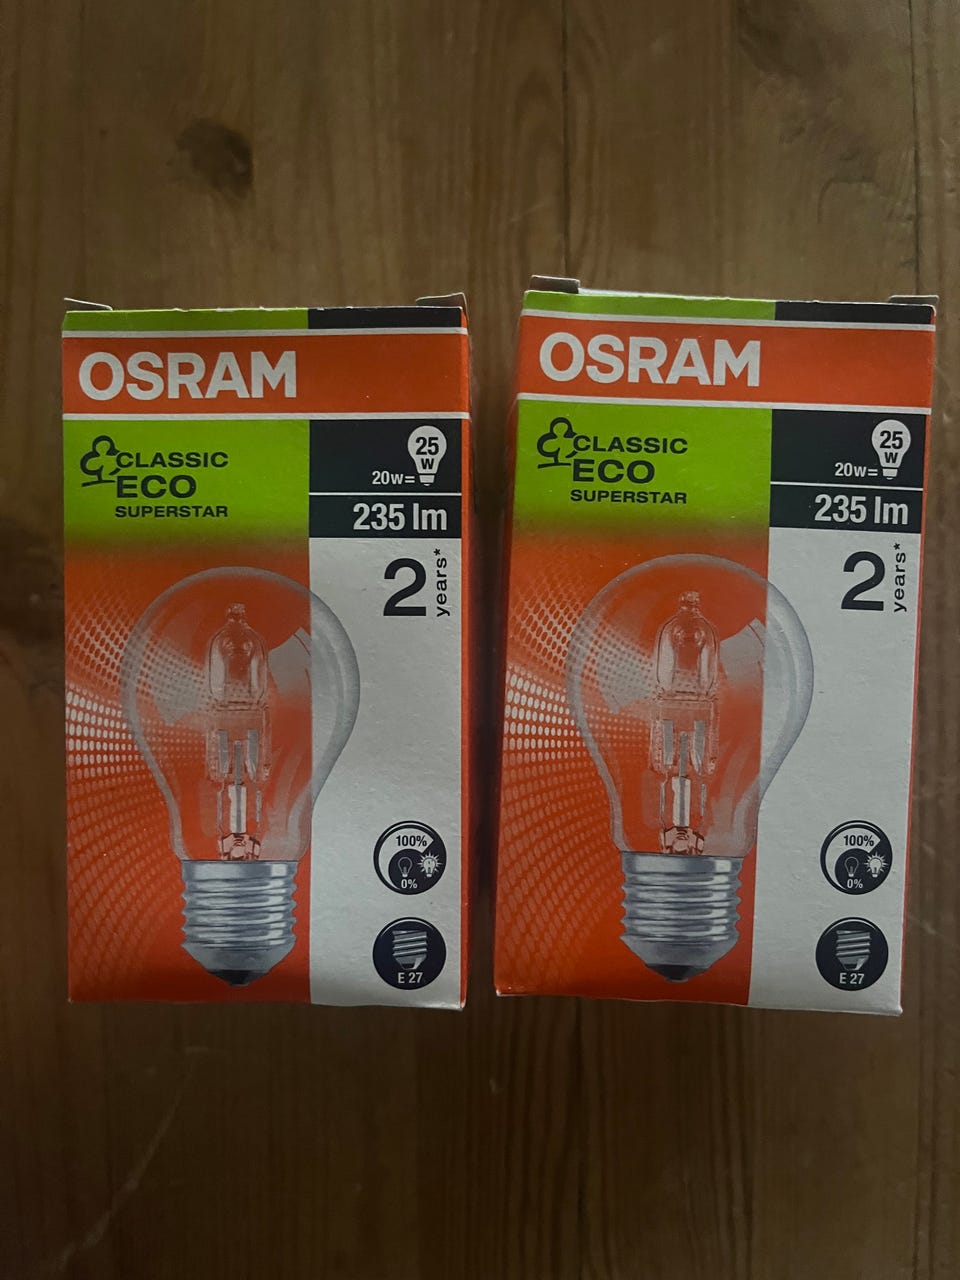 OSRAM
CLASSIC
ECO
SUPERSTAR
25
W
20w=
235 lm
2 years*
100%
0%
E 27
OSRAM
CLASSIC
ECO
SUPERSTAR
25
W
20w=
235 lm
2 years*
100%
0%
E 27